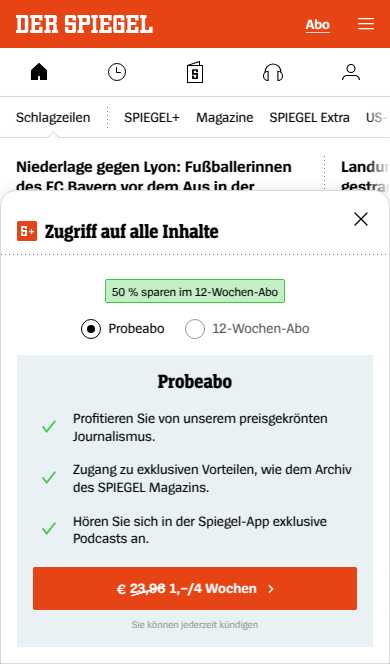 DER SPIEGEL
Abo
Schlagzeilen
SPIEGEL+
Magazine
SPIEGEL Extra
US-
Niederlage gegen Lyon: Fußballerinnen
des FC Bayern vor dem Aus in der
S+ Zugriff auf alle Inhalte
50 % sparen im 12-Wochen-Abo
Probeabo
12-Wochen-Abo
Probeabo
Profitieren Sie von unserem preisgekrönten
Journalismus.
Zugang zu exklusiven Vorteilen, wie dem Archiv
des SPIEGEL Magazins.
Hören Sie sich in der Spiegel-App exklusive
Podcasts an.
€ 23,96 1,–/4 Wochen
Sie können jederzeit kündigen